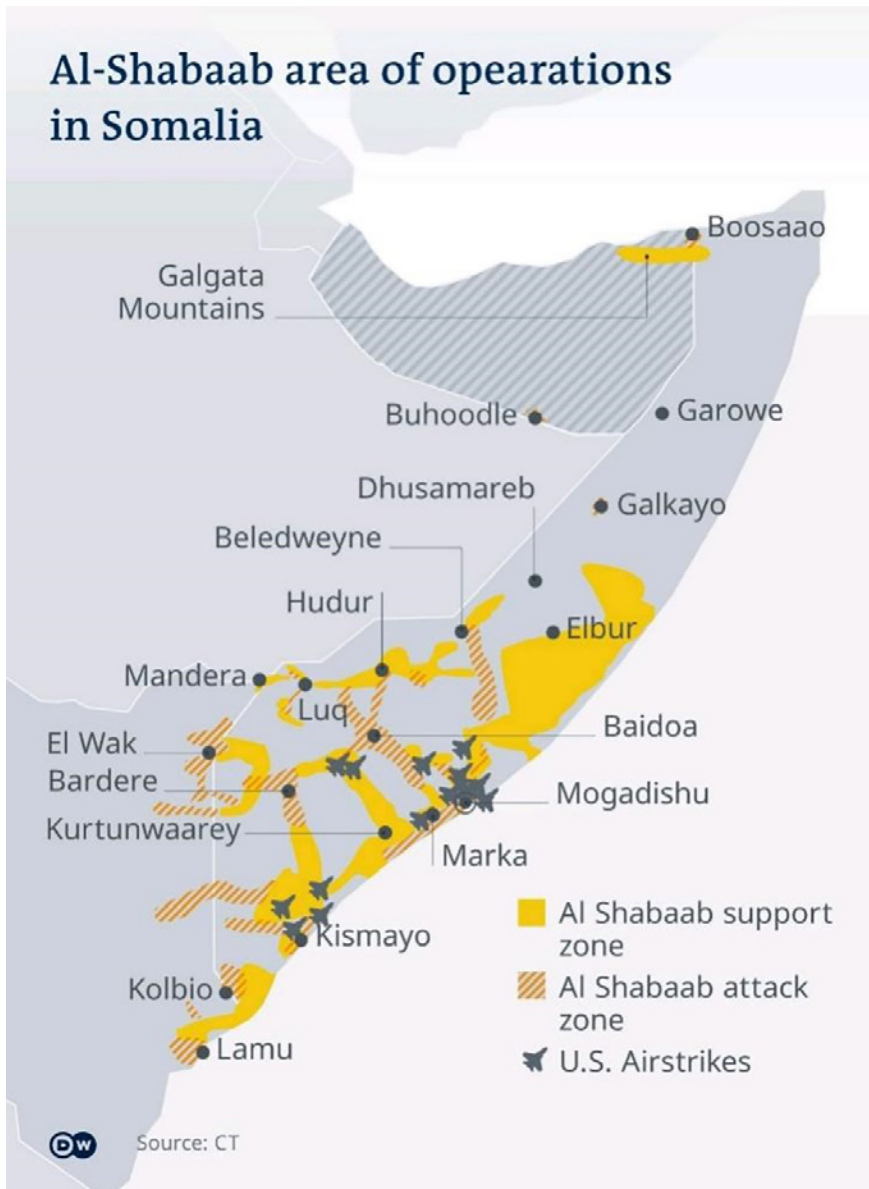 Al-Shabaab area of opearations
in Somalia
Boosaao
Galgata
Mountains
Buhoodle
Garowe
Dhusamareb
Galkayo
Beledweyne
Hudur
Elbur
Mandera
Luq
Baidoa
El Wak
Bardere
Mogadishu
Kurtunwaarey
Marka
Al Shabaab support
zone
Kismayo
Al Shabaab attack
zone
Kolbio
Lamu
U.S. Airstrikes
DW
Source: CT